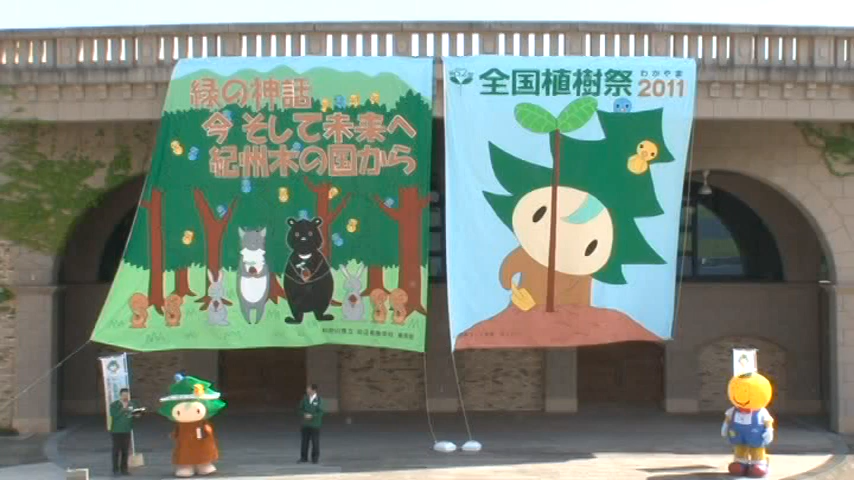 緑の神話
今 そして未来へ
紀州木の国から
全国植樹祭
わかやま
2011